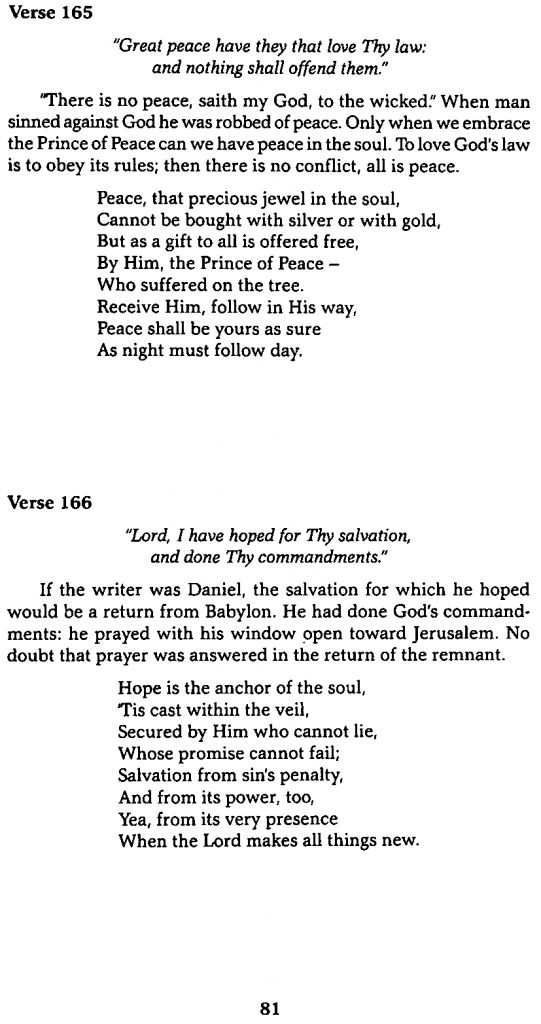 Verse 165
"Great peace have they that love Thy law:
and nothing shall offend them."
"There is no peace, saith my God, to the wicked." When man
sinned against God he was robbed of peace. Only when we embrace
the Prince of Peace can we have peace in the soul. To love God's law
is to obey its rules; then there is no conflict, all is peace.
Peace, that precious jewel in the soul,
Cannot be bought with silver or with gold,
But as a gift to all is offered free,
By Him, the Prince of Peace –
Who suffered on the tree.
Receive Him, follow in His way,
Peace shall be yours as sure
As night must follow day.
Verse 166
"Lord, I have hoped for Thy salvation,
and done Thy commandments."
If the writer was Daniel, the salvation for which he hoped
would be a return from Babylon. He had done God's command-
ments: he prayed with his window open toward Jerusalem. No
doubt that prayer was answered in the return of the remnant.
Hope is the anchor of the soul,
'Tis cast within the veil,
Secured by Him who cannot lie,
Whose promise cannot fail;
Salvation from sin's penalty,
And from its power, too,
Yea, from its very presence
When the Lord makes all things new.
81